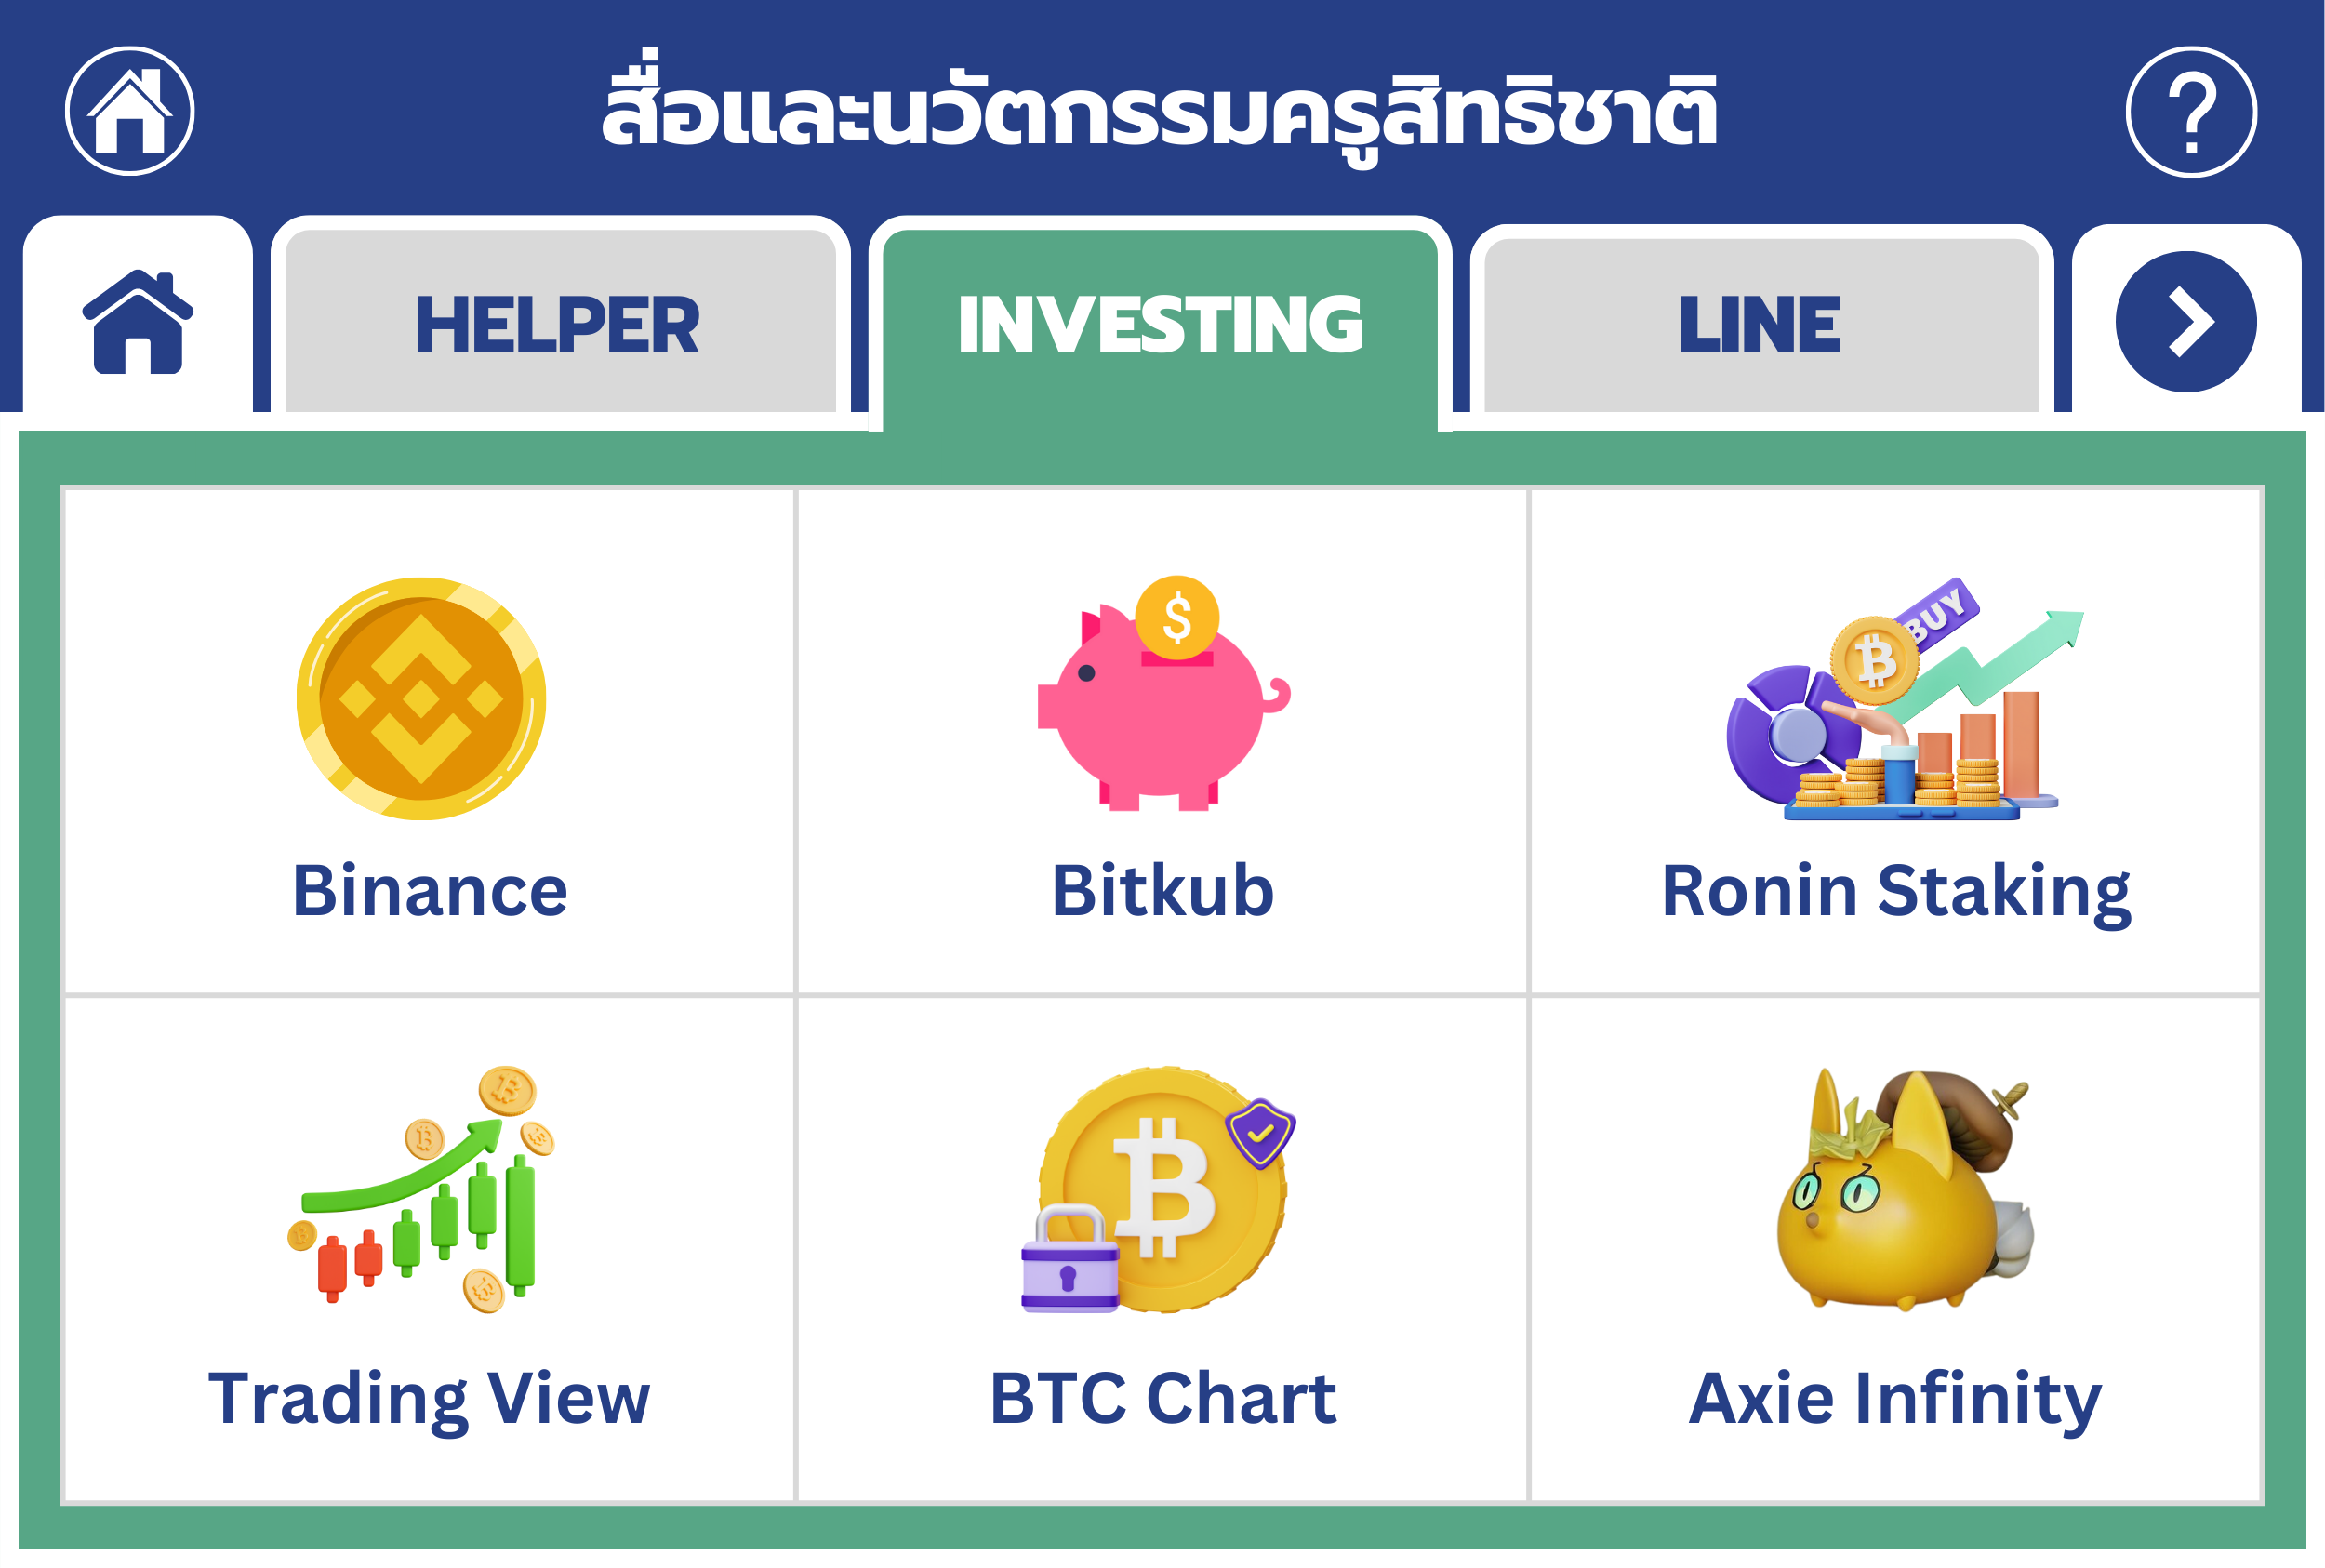 สื่อและนวัตกรรมครูสิทธิชาติ
HELPER
INVESTING
LINE
$
BUY
Binance
Bitkub
Ronin Staking
Trading View
BTC Chart
Axie Infinity